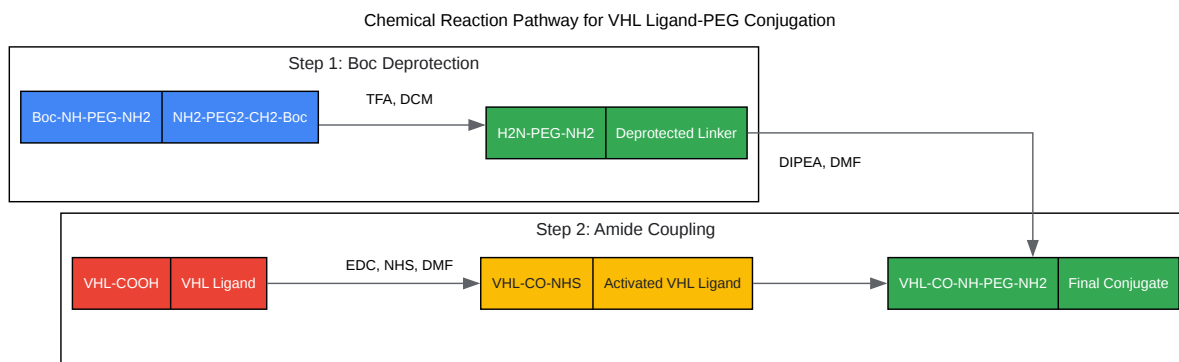 Chemical Reaction Pathway for VHL Ligand-PEG Conjugation
Step 1: Boc Deprotection
Boc-NH-PEG-NH2
NH2-PEG2-CH2-Boc
TFA, DCM
H2N-PEG-NH2
Deprotected Linker
DIPEA, DMF
Step 2: Amide Coupling
VHL-COOH
VHL Ligand
EDC, NHS, DMF
VHL-CO-NHS
Activated VHL Ligand
VHL-CO-NH-PEG-NH2
Final Conjugate